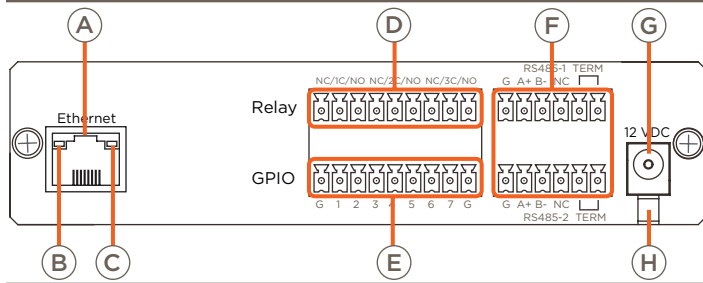 A
D
F
G
RS485-1 TERM
NC/1C/NO NC/2C/NO NC/3C/NO
G A+ B- NC
Ethernet
Relay
12 VDC
GPIO
G 1 2 3 4 5 6 7 G
G A+ B- NC
RS485-2 TERM
B
C
E
H